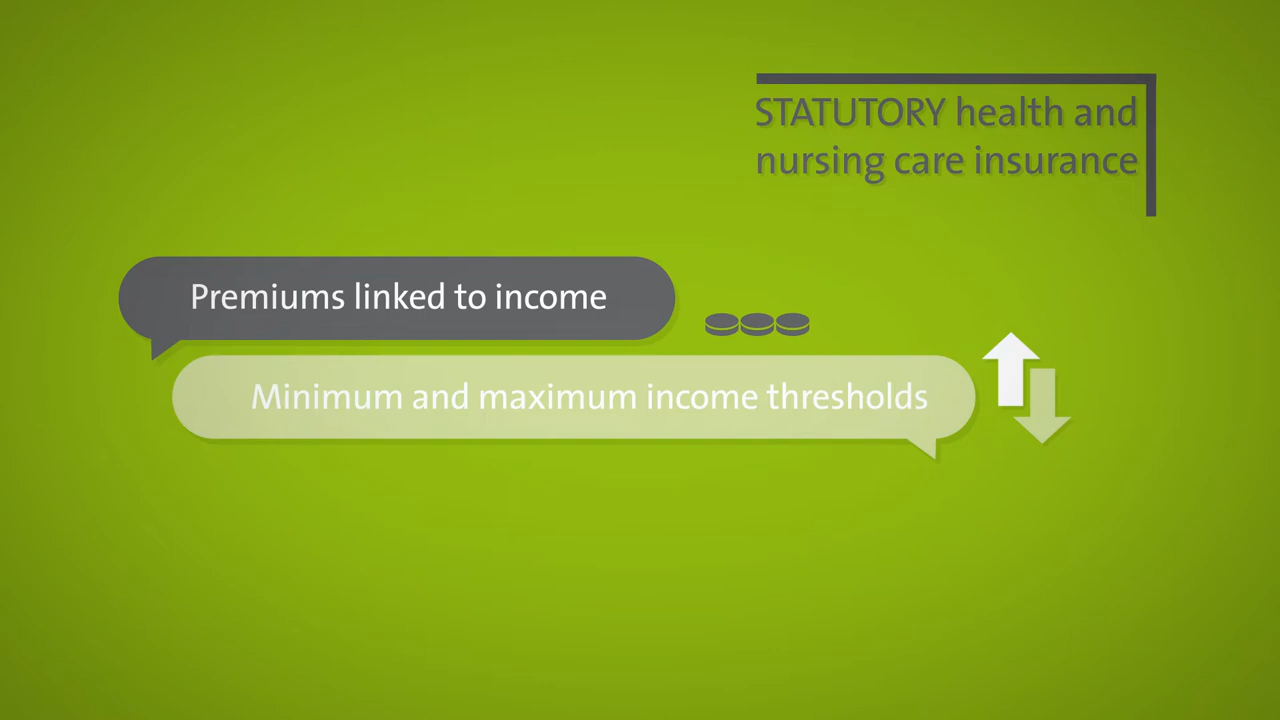 STATUTORY health and
nursing care insurance
Premiums linked to income
Minimum and maximum income thresholds